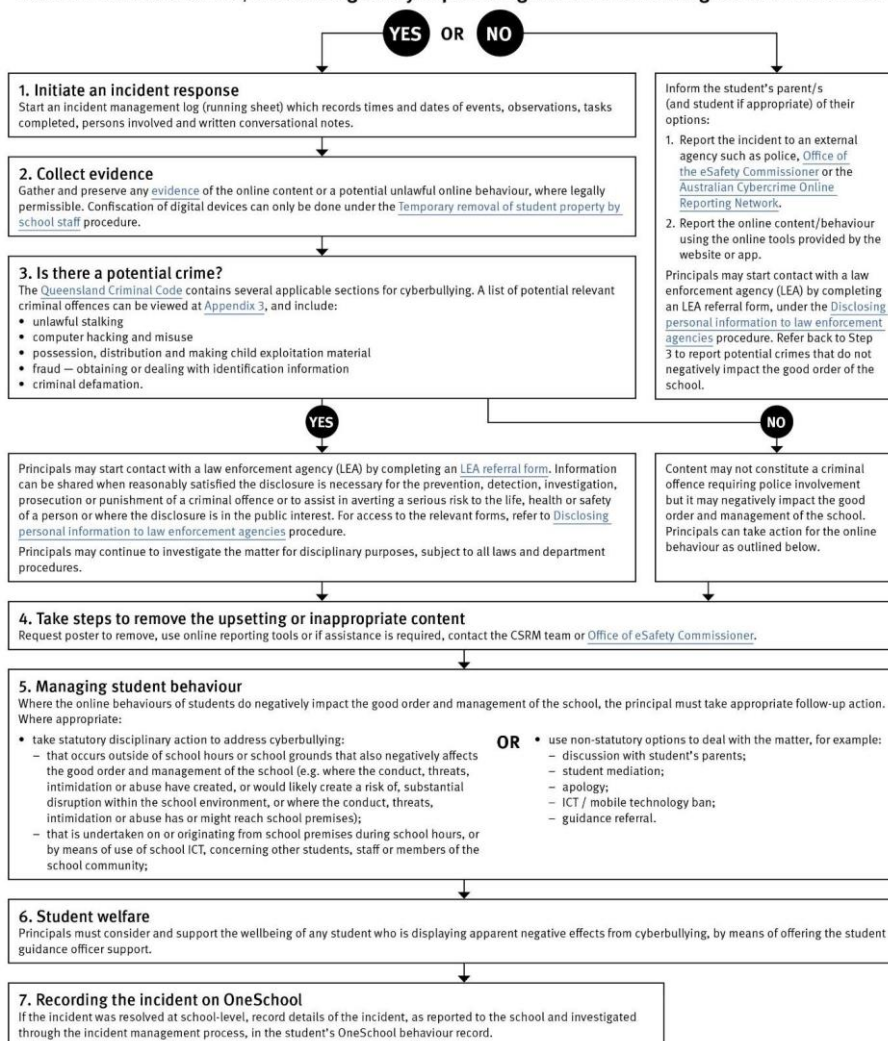 YES OR NO
1. Initiate an incident response
Start an incident management log (running sheet) which records times and dates of events, observations, tasks
completed, persons involved and written conversational notes.
2. Collect evidence
Gather and preserve any evidence of the online content or a potential unlawful online behaviour, where legally
permissible. Confiscation of digital devices can only be done under the Temporary removal of student property by
school staff procedure.
3. Is there a potential crime?
The Queensland Criminal Code contains several applicable sections for cyberbullying. A list of potential relevant
criminal offences can be viewed at Appendix 3, and include:
• unlawful stalking
• computer hacking and misuse
• possession, distribution and making child exploitation material
• fraud — obtaining or dealing with identification information
• criminal defamation.
Inform the student's parent/s
(and student if appropriate) of their
options:
1. Report the incident to an external
agency such as police, Office of
the eSafety Commissioner or the
Australian Cybercrime Online
Reporting Network.
2. Report the online content/behaviour
using the online tools provided by the
website or app.
Principals may start contact with a law
enforcement agency (LEA) by completing
an LEA referral form, under the Disclosing
personal information to law enforcement
agencies procedure. Refer back to Step
3 to report potential crimes that do not
negatively impact the good order of the
school.
YES
NO
Principals may start contact with a law enforcement agency (LEA) by completing an LEA referral form. Information
can be shared when reasonably satisfied the disclosure is necessary for the prevention, detection, investigation,
prosecution or punishment of a criminal offence or to assist in averting a serious risk to the life, health or safety
of a person or where the disclosure is in the public interest. For access to the relevant forms, refer to Disclosing
personal information to law enforcement agencies procedure.
Principals may continue to investigate the matter for disciplinary purposes, subject to all laws and department
procedures.
Content may not constitute a criminal
offence requiring police involvement
but it may negatively impact the good
order and management of the school.
Principals can take action for the online
behaviour as outlined below.
4. Take steps to remove the upsetting or inappropriate content
Request poster to remove, use online reporting tools or if assistance is required, contact the CSRM team or Office of eSafety Commissioner.
5. Managing student behaviour
Where the online behaviours of students do negatively impact the good order and management of the school, the principal must take appropriate follow-up action.
Where appropriate:
• take statutory disciplinary action to address cyberbullying:
– that occurs outside of school hours or school grounds that also negatively affects
the good order and management of the school (e.g. where the conduct, threats,
intimidation or abuse have created, or would likely create a risk of, substantial
disruption within the school environment, or where the conduct, threats,
intimidation or abuse has or might reach school premises);
– that is undertaken on or originating from school premises during school hours, or
by means of use of school ICT, concerning other students, staff or members of the
school community;
OR
• use non-statutory options to deal with the matter, for example:
– discussion with student's parents;
– student mediation;
– apology;
– ICT / mobile technology ban;
– guidance referral.
6. Student welfare
Principals must consider and support the wellbeing of any student who is displaying apparent negative effects from cyberbullying, by means of offering the student
guidance officer support.
7. Recording the incident on OneSchool
If the incident was resolved at school-level, record details of the incident, as reported to the school and investigated
through the incident management process, in the student's OneSchool behaviour record.